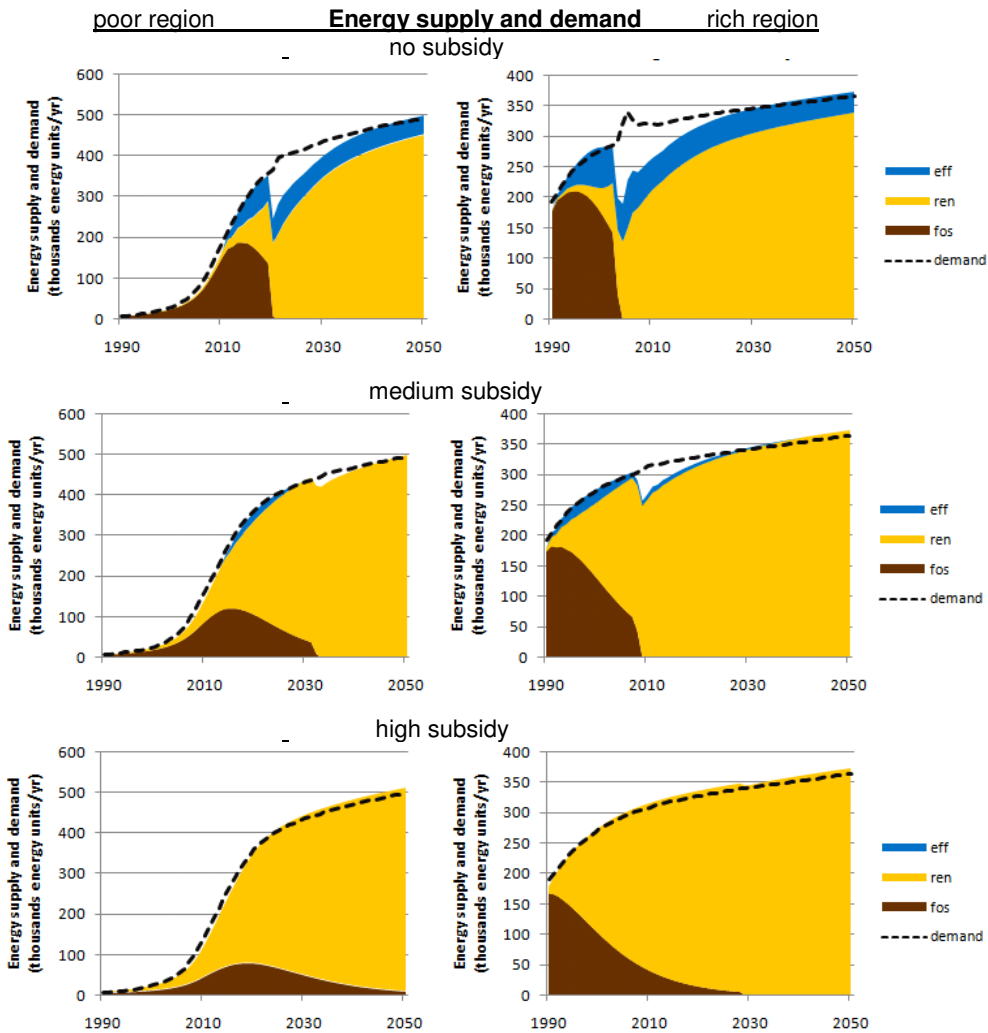 poor region Energy supply and demand rich region
no subsidy
Energy supply and demand
(thousands energy units/yr)
600
500
400
300
200
100
0
1990 2010 2030 2050
Energy supply and demand
(thousands energy units/yr)
400
350
300
250
200
150
100
50
0
1990 2010 2030 2050
eff
ren
fos
demand
medium subsidy
Energy supply and demand
(thousands energy units/yr)
600
500
400
300
200
100
0
1990 2010 2030 2050
Energy supply and demand
(thousands energy units/yr)
400
350
300
250
200
150
100
50
0
1990 2010 2030 2050
eff
ren
fos
demand
high subsidy
Energy supply and demand
(thousands energy units/yr)
600
500
400
300
200
100
0
1990 2010 2030 2050
Energy supply and demand
(thousands energy units/yr)
400
350
300
250
200
150
100
50
0
1990 2010 2030 2050
eff
ren
fos
demand